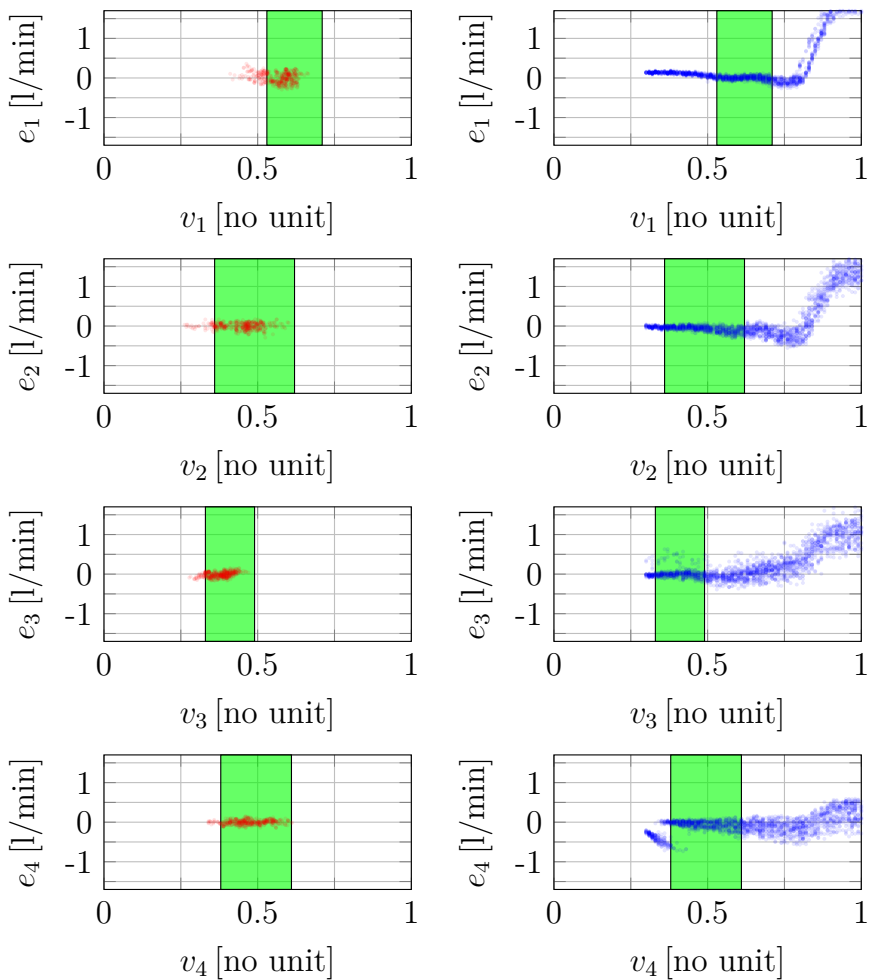 e1 [l/min]
1
0
-1
0 0.5 1
v1 [no unit]
e1 [l/min]
1
0
-1
0 0.5 1
v1 [no unit]
e2 [l/min]
1
0
-1
0 0.5 1
v2 [no unit]
e2 [l/min]
1
0
-1
0 0.5 1
v2 [no unit]
e3 [l/min]
1
0
-1
0 0.5 1
v3 [no unit]
e3 [l/min]
1
0
-1
0 0.5 1
v3 [no unit]
e4 [l/min]
1
0
-1
0 0.5 1
v4 [no unit]
e4 [l/min]
1
0
-1
0 0.5 1
v4 [no unit]